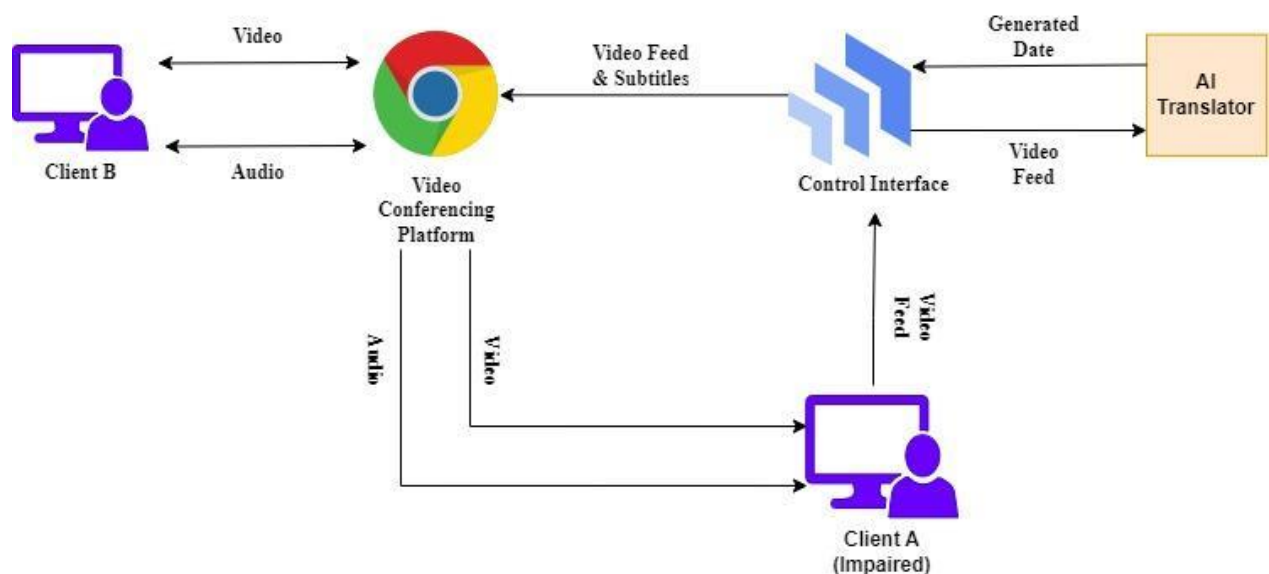 Video
Audio
Client B
Video
Conferencing
Platform
Video Feed
& Subtitles
Control Interface
Generated
Date
Video
Feed
AI
Translator
Audio
Video
Video
Feed
Client A
(Impaired)